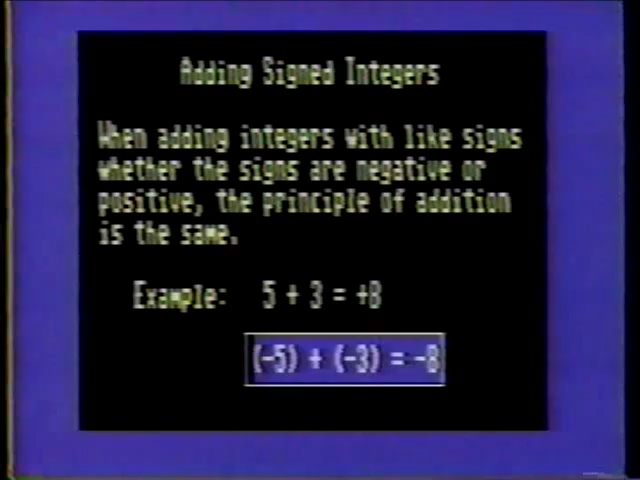 Adding Signed Integers
When adding integers with like signs
whether the signs are negative or
positive, the principle of addition
is the same.
Example: 5 + 3 = +8
(-5) + (-3) = -8